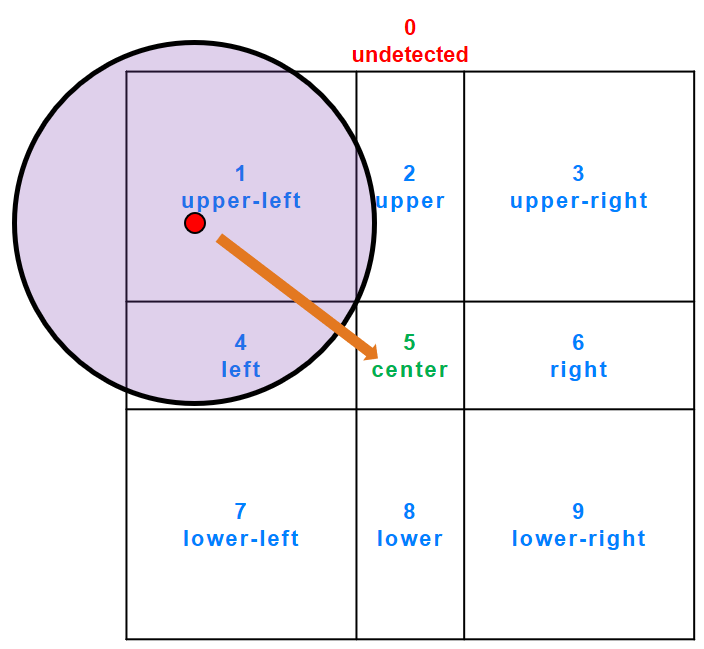 0
undetected
1
upper-left
2
upper
3
upper-right
4
left
5
center
6
right
7
lower-left
8
lower
9
lower-right